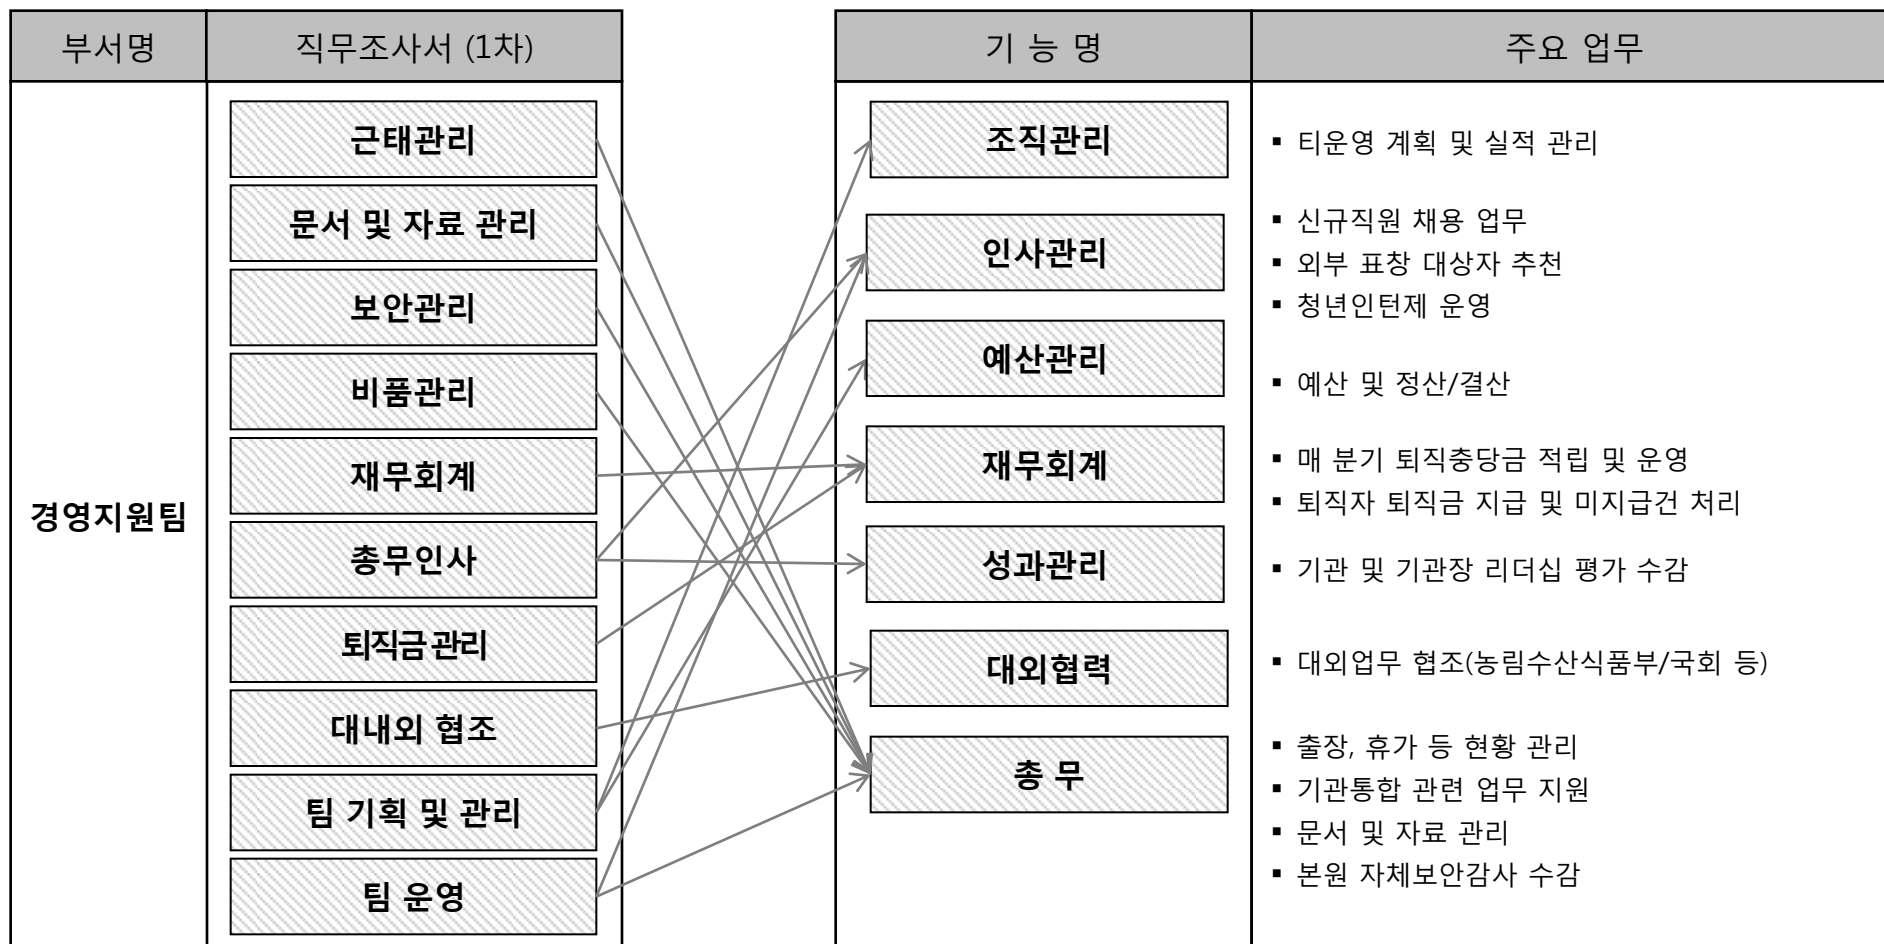 부서명
직무조사서 (1차)
경영지원팀
근태관리
문서 및 자료 관리
보안관리
비품관리
재무회계
총무인사
퇴직금관리
대내외 협조
팀 기획 및 관리
팀 운영
기 능 명
주요 업무
조직관리
▪ 티운영 계획 및 실적 관리
인사관리
▪ 신규직원 채용 업무
▪ 외부 표창 대상자 추천
▪ 청년인턴제 운영
예산관리
▪ 예산 및 정산/결산
재무회계
▪ 매 분기 퇴직충당금 적립 및 운영
▪ 퇴직자 퇴직금 지급 및 미지급건 처리
성과관리
▪ 기관 및 기관장 리더십 평가 수감
대외협력
▪ 대외업무 협조(농림수산식품부/국회 등)
총 무
▪ 출장, 휴가 등 현황 관리
▪ 기관통합 관련 업무 지원
▪ 문서 및 자료 관리
▪ 본원 자체보안감사 수감